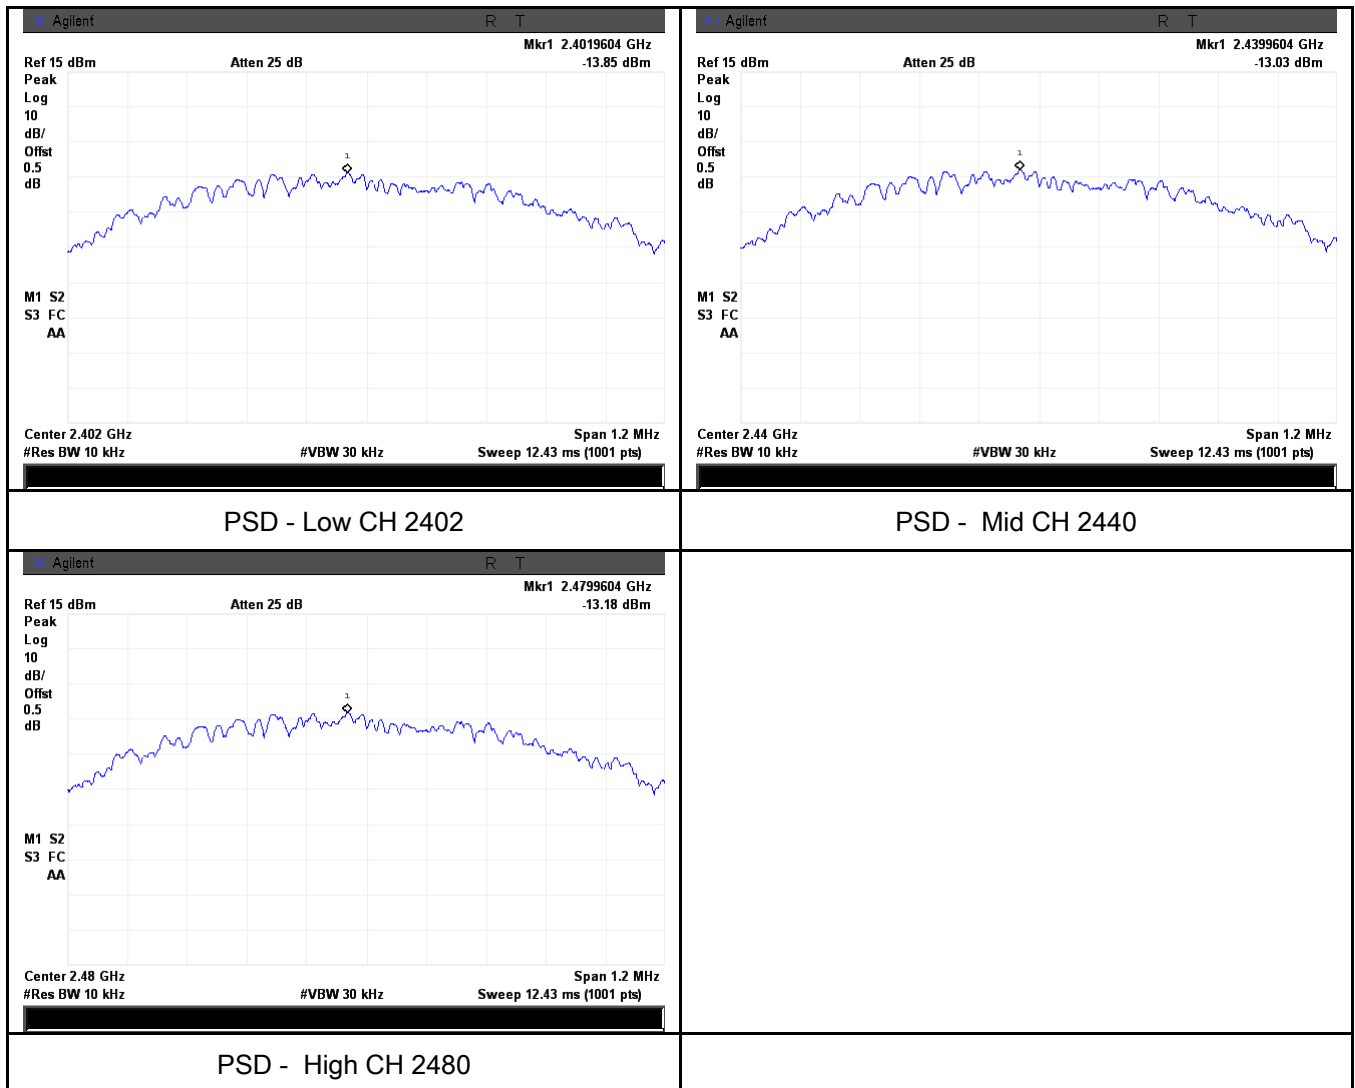 Agilent R T
Mkr1 2.4019604 GHz
Ref 15 dBm Atten 25 dB -13.85 dBm
Peak
Log
10
dB/
Offst
0.5
dB
1
M1 S2
S3 FC
AA
Center 2.402 GHz Span 1.2 MHz
#Res BW 10 kHz #VBW 30 kHz Sweep 12.43 ms (1001 pts)
PSD - Low CH 2402
Agilent R T
Mkr1 2.4399604 GHz
Ref 15 dBm Atten 25 dB -13.03 dBm
Peak
Log
10
dB/
Offst
0.5
dB
1
M1 S2
S3 FC
AA
Center 2.44 GHz Span 1.2 MHz
#Res BW 10 kHz #VBW 30 kHz Sweep 12.43 ms (1001 pts)
PSD - Mid CH 2440
Agilent R T
Mkr1 2.4799604 GHz
Ref 15 dBm Atten 25 dB -13.18 dBm
Peak
Log
10
dB/
Offst
0.5
dB
1
M1 S2
S3 FC
AA
Center 2.48 GHz Span 1.2 MHz
#Res BW 10 kHz #VBW 30 kHz Sweep 12.43 ms (1001 pts)
PSD - High CH 2480